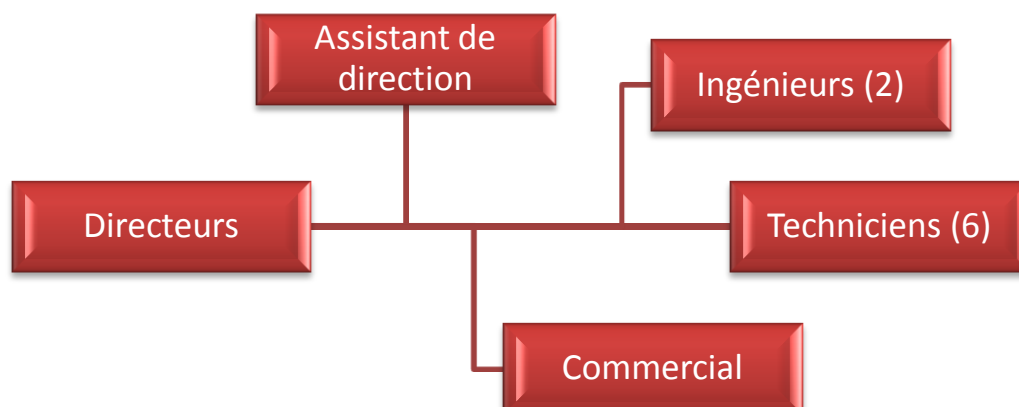 Assistant de
direction
Ingénieurs (2)
Directeurs
Techniciens (6)
Commercial